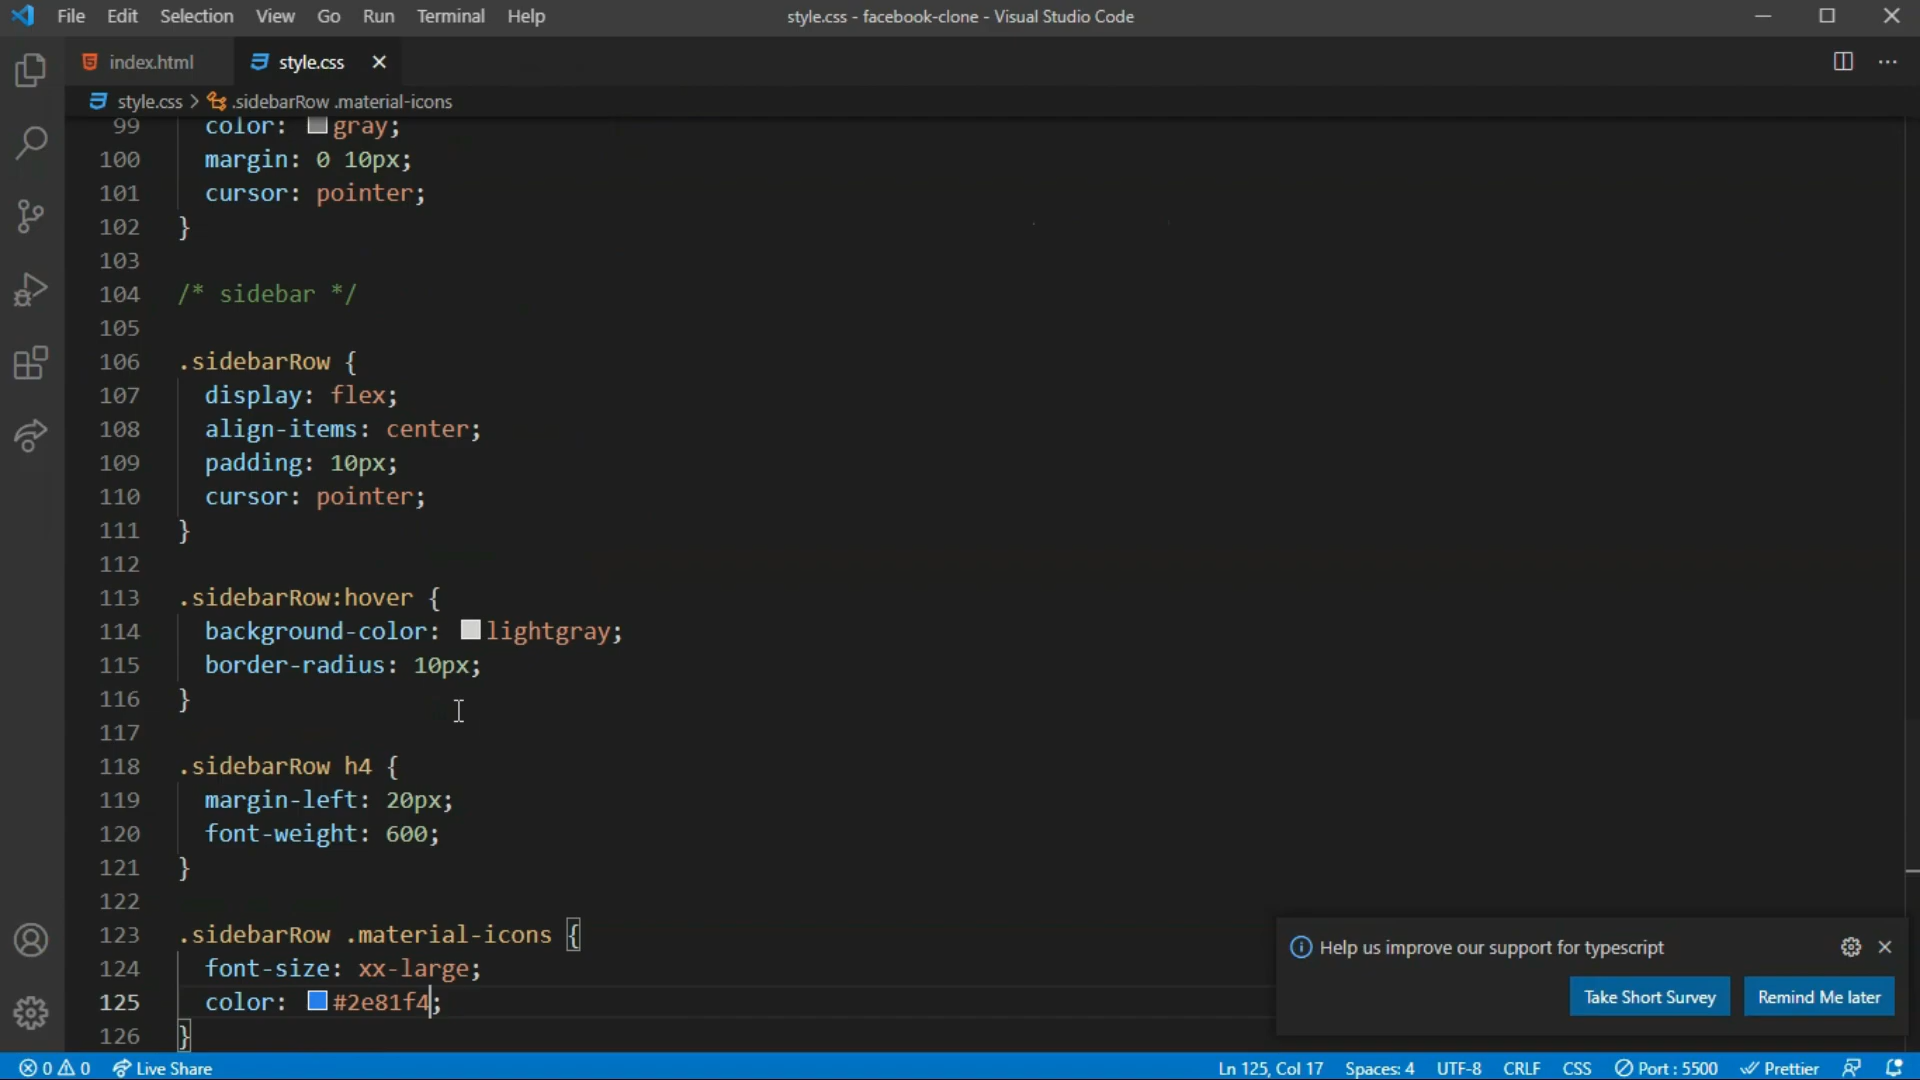 File Edit Selection View Go Run Terminal Help
style.css - facebook-clone - Visual Studio Code
index.html
style.css
style.css > .sidebarRow .material-icons
99 color: gray;
100 margin: 0 10px;
101 cursor: pointer;
102 }
103
104 /* sidebar */
105
106 .sidebarRow {
107 display: flex;
108 align-items: center;
109 padding: 10px;
110 cursor: pointer;
111 }
112
113 .sidebarRow:hover {
114 background-color: lightgray;
115 border-radius: 10px;
116 }
117
118 .sidebarRow h4 {
119 margin-left: 20px;
120 font-weight: 600;
121 }
122
123 .sidebarRow .material-icons {
124 font-size: xx-large;
125 color: #2e81f4;
126 }
Help us improve our support for typescript
Take Short Survey
Remind Me later
0 0 Live Share
Ln 125, Col 17 Spaces: 4 UTF-8 CRLF CSS Port : 5500 Prettier